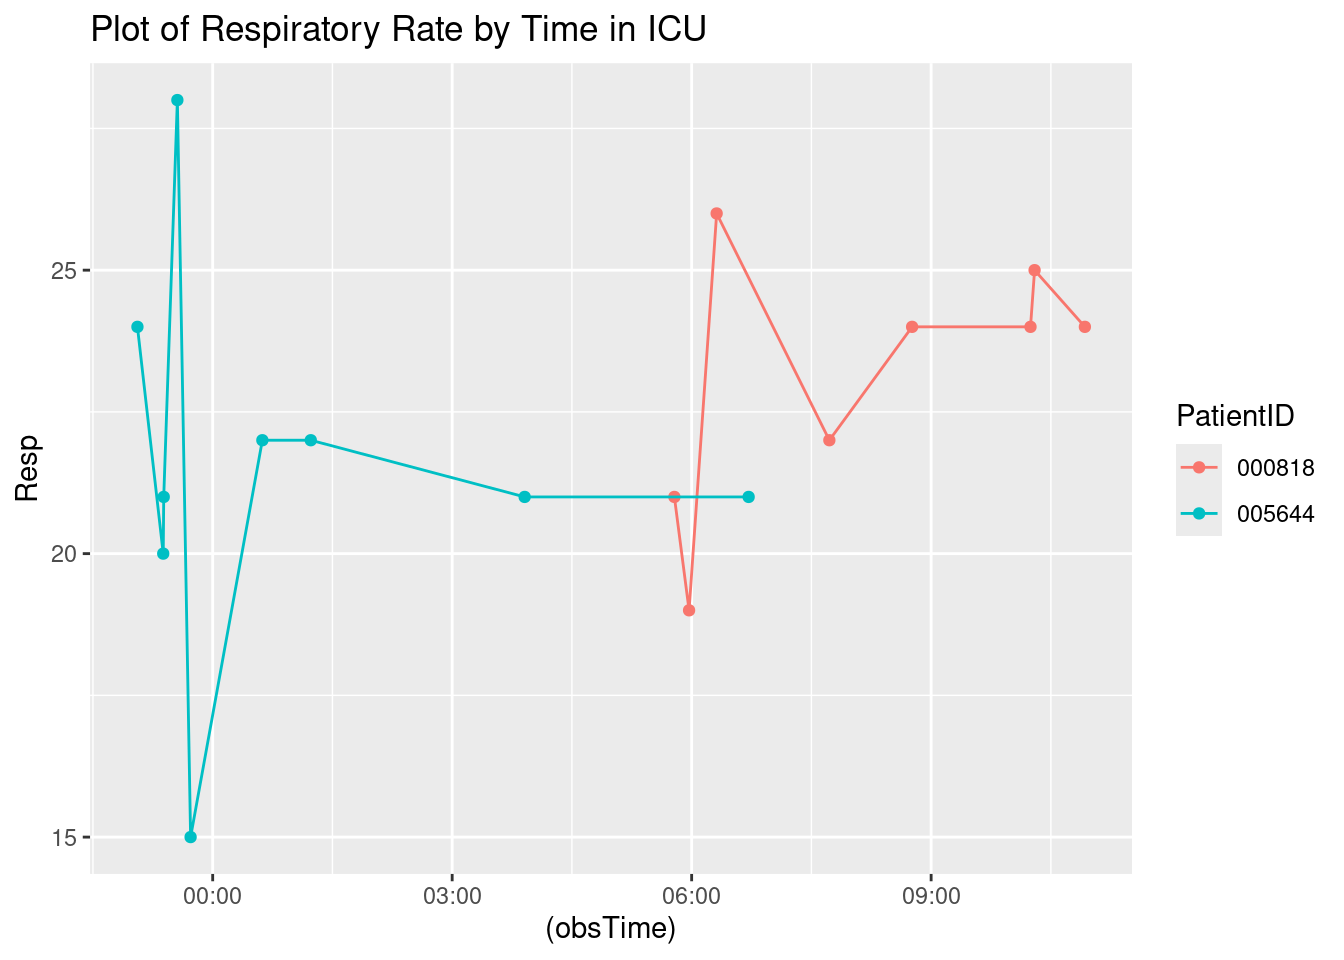 Plot of Respiratory Rate by Time in ICU
Resp
25
20
15
00:00 03:00 06:00 09:00
(obsTime)
PatientID
000818
005644